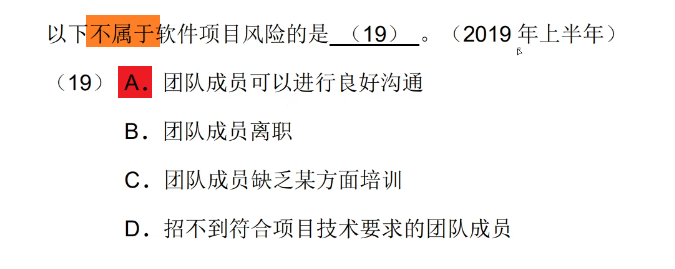 以下不属于软件项目风险的是 （19） 。（2019 年上半年）
（19） A．团队成员可以进行良好沟通
B．团队成员离职
C．团队成员缺乏某方面培训
D．招不到符合项目技术要求的团队成员